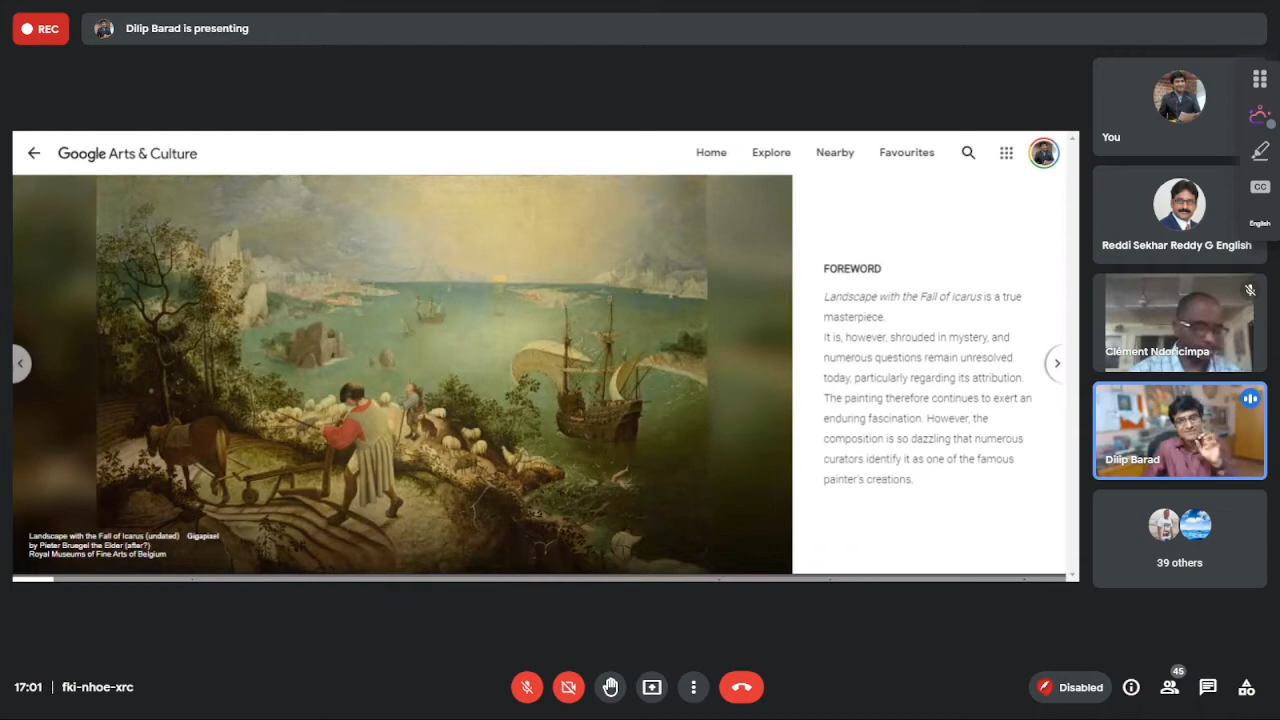 REC
Dilip Barad is presenting
Google Arts & Culture
Home
Explore
Nearby
Favourites
FOREWORD
Landscape with the Fall of Icarus is a true
masterpiece.
It is, however, shrouded in mystery, and
numerous questions remain unresolved
today, particularly regarding its attribution.
The painting therefore continues to exert an
enduring fascination. However, the
composition is so dazzling that numerous
curators identify it as one of the famous
painter's creations.
Landscape with the Fall of Icarus (undated) Gigapixel
by Pieter Bruegel the Elder (after?)
Royal Museums of Fine Arts of Belgium
You
Reddi Sekhar Reddy G English
CC
English
Clément Ndoricimpa
Dilip Barad
39 others
17:01 | fki-nhoe-xrc
Disabled
45